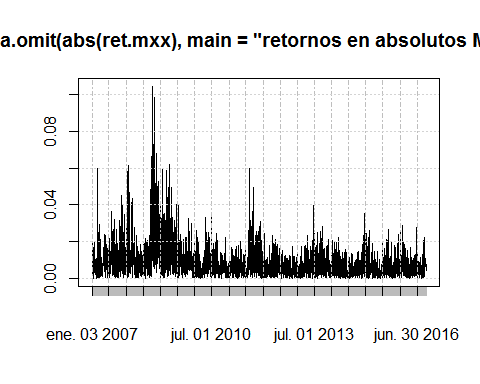 a.omit(abs(ret.mxx), main = "retornos en absolutos M
0.08
0.04
0.00
ene. 03 2007 jul. 01 2010 jul. 01 2013 jun. 30 2016